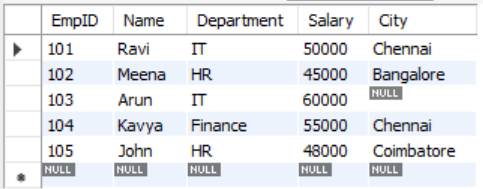 EmpID Name Department Salary City
101 Ravi IT 50000 Chennai
102 Meena HR 45000 Bangalore
103 Arun IT 60000 NULL
104 Kavya Finance 55000 Chennai
105 John HR 48000 Coimbatore
NULL NULL NULL NULL NULL